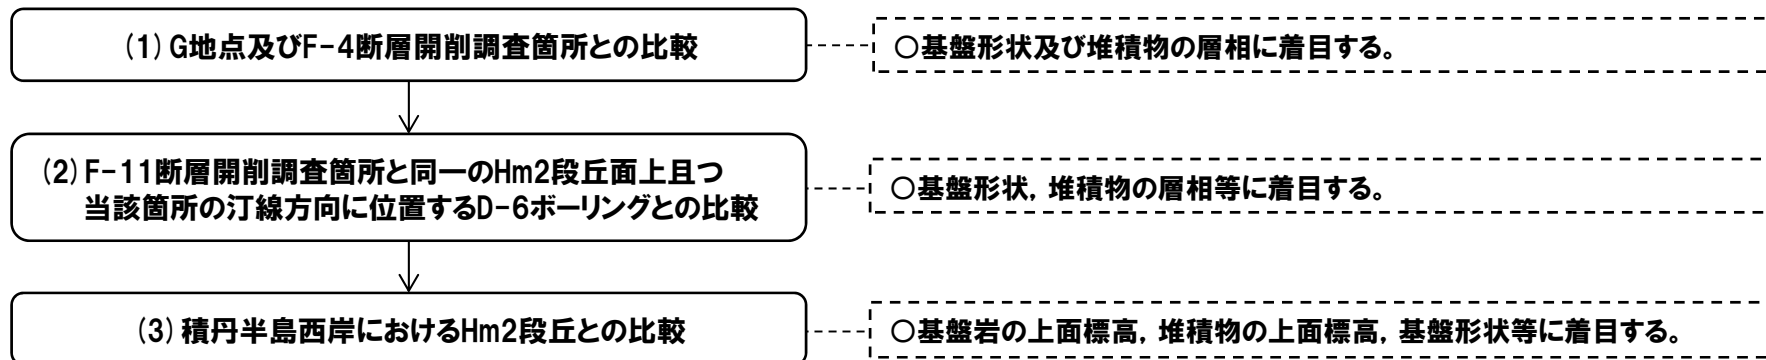 (1)G地点及びF-4断層開削調査箇所との比較
○基盤形状及び堆積物の層相に着目する。
(2)F-11断層開削調査箇所と同一のHm2段丘面上且つ
当該箇所の汀線方向に位置するD-6ボーリングとの比較
○基盤形状,堆積物の層相等に着目する。
(3)積丹半島西岸におけるHm2段丘との比較
○基盤岩の上面標高,堆積物の上面標高,基盤形状等に着目する。